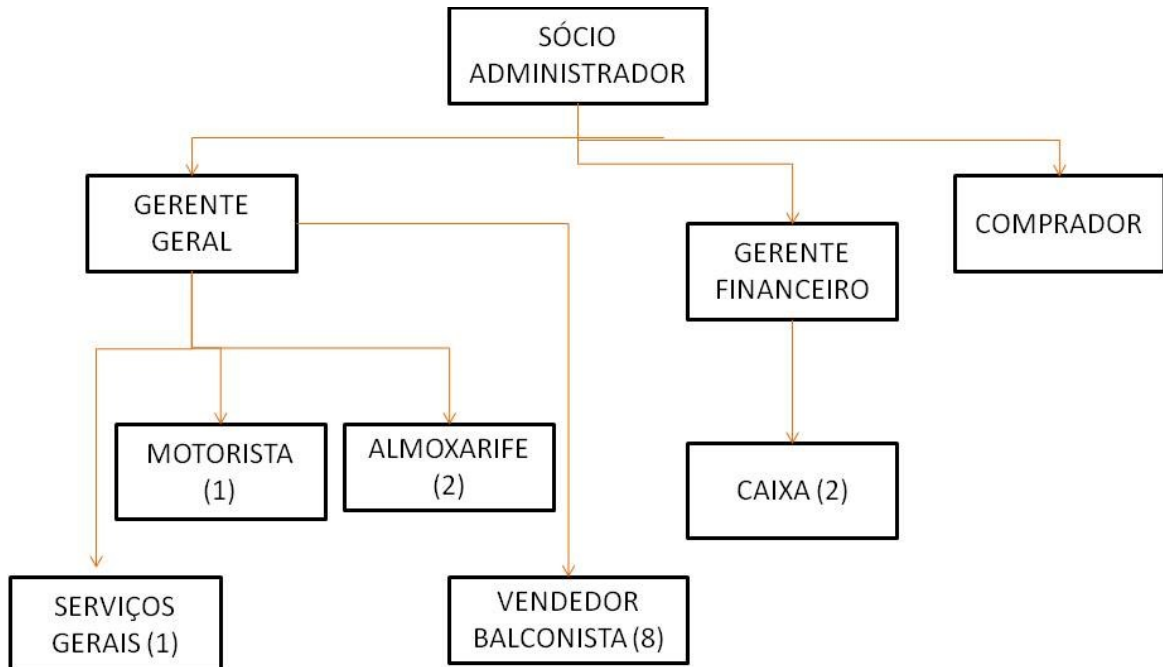 SÓCIO
ADMINISTRADOR
GERENTE
GERAL
GERENTE
FINANCEIRO
COMPRADOR
MOTORISTA
(1)
ALMOXARIFE
(2)
CAIXA (2)
SERVIÇOS
GERAIS (1)
VENDEDOR
BALCONISTA (8)